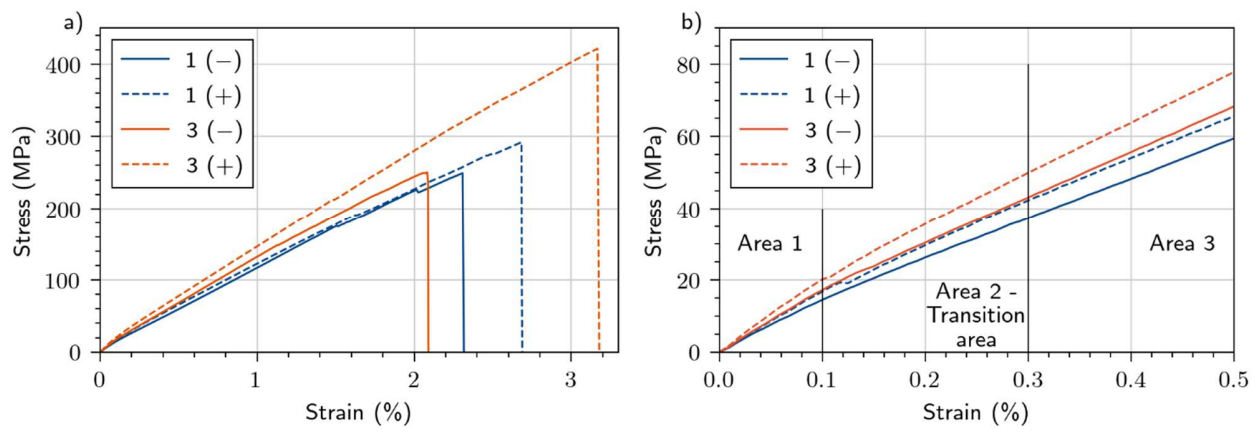 a)
1 (−)
1 (+)
3 (−)
3 (+)
400
300
200
100
0
0
1
2
3
Stress (MPa)
Strain (%)
b)
1 (−)
1 (+)
3 (−)
3 (+)
80
60
40
20
0
Area 1
Area 2 -
Transition
area
Area 3
0.0
0.1
0.2
0.3
0.4
0.5
Stress (MPa)
Strain (%)